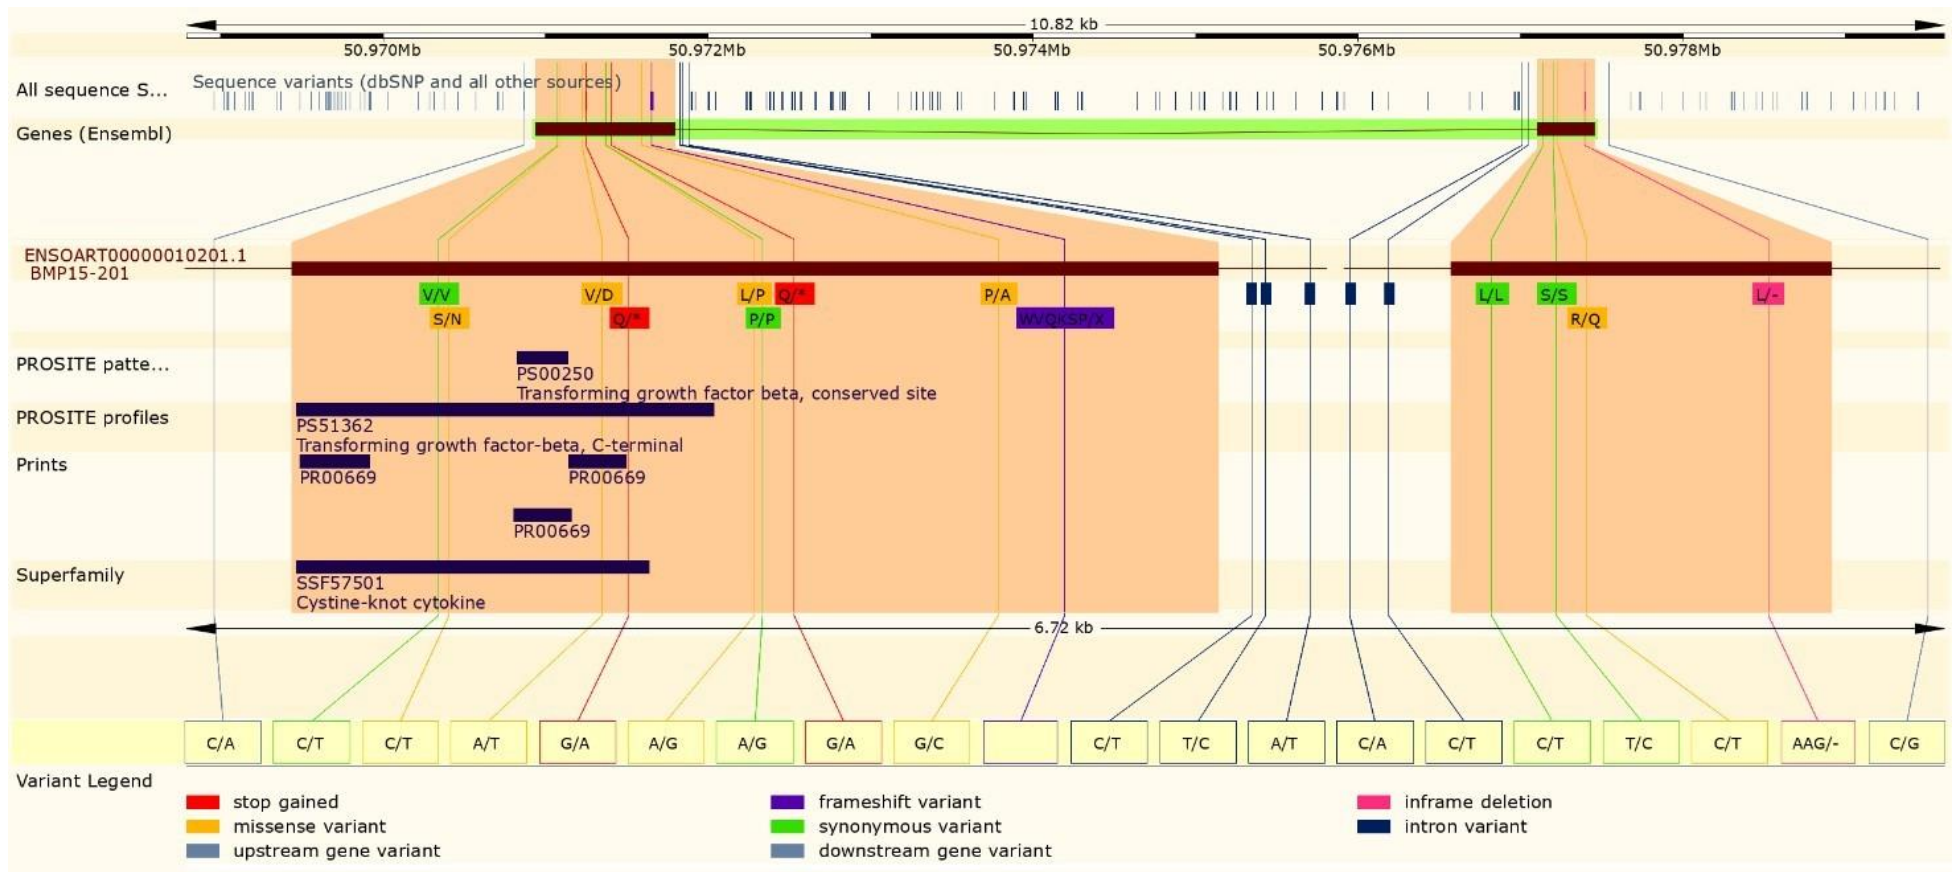 10.82 kb
50.970Mb 50.972Mb 50.974Mb 50.976Mb 50.978Mb
Sequence variants (dbSNP and all other sources)
All sequence S...
Genes (Ensembl)
ENSOART00000010201.1
BMP15-201
V/V V/D L/P Q/* P/A L/L S/S L/-
S/N Q/* P/P WVQKSP/X R/Q
PROSITE patte...
PS00250
Transforming growth factor beta, conserved site
PROSITE profiles
PS51362
Transforming growth factor-beta, C-terminal
Prints
PR00669 PR00669
PR00669
Superfamily
SSF57501
Cystine-knot cytokine
6.72 kb
C/A C/T C/T A/T G/A A/G A/G G/A G/C C/T T/C A/T C/A C/T C/T T/C C/T AAG/- C/G
Variant Legend
stop gained frameshift variant inframe deletion
missense variant synonymous variant intron variant
upstream gene variant downstream gene variant